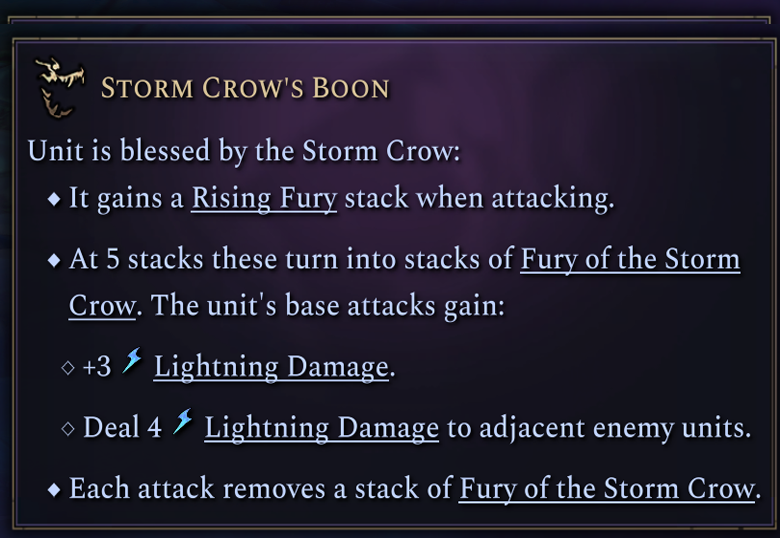 Storm Crow's Boon
Unit is blessed by the Storm Crow:
◆ It gains a Rising Fury stack when attacking.
◆ At 5 stacks these turn into stacks of Fury of the Storm
Crow. The unit's base attacks gain:
◇ +3 Lightning Damage.
◇ Deal 4 Lightning Damage to adjacent enemy units.
◆ Each attack removes a stack of Fury of the Storm Crow.